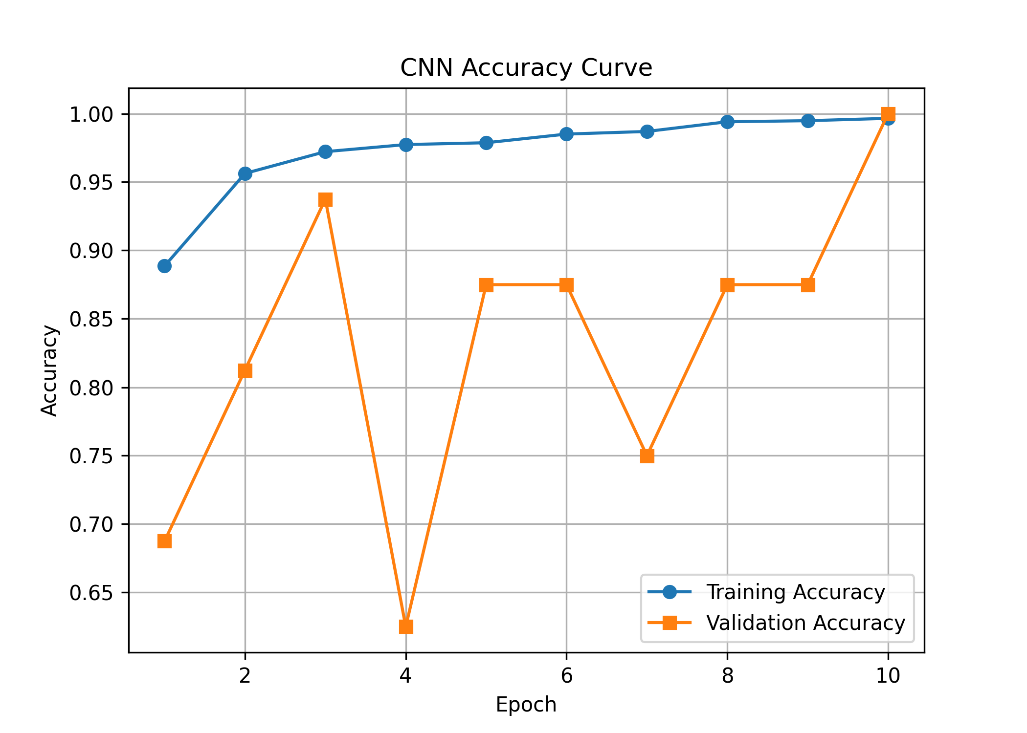 CNN Accuracy Curve
1.00
0.95
0.90
0.85
0.80
0.75
0.70
0.65
Accuracy
Training Accuracy
Validation Accuracy
2 4 6 8 10
Epoch